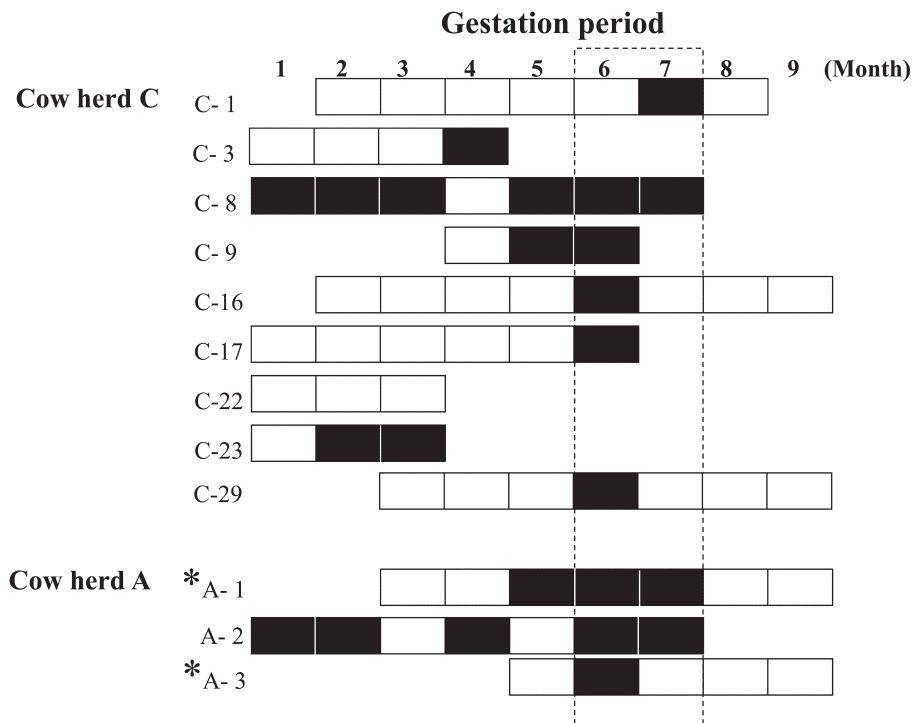 Gestation period
1 2 3 4 5 6 7 8 9 (Month)
Cow herd C
C- 1
C- 3
C- 8
C- 9
C-16
C-17
C-22
C-23
C-29
Cow herd A
*A- 1
A- 2
*A- 3